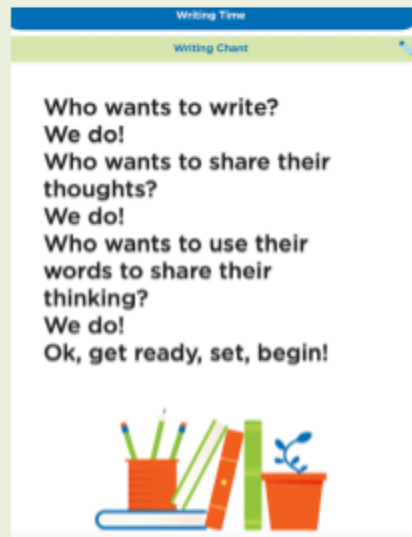 Writing Time
Writing Chant
Who wants to write?
We do!
Who wants to share their
thoughts?
We do!
Who wants to use their
words to share their
thinking?
We do!
Ok, get ready, set, begin!